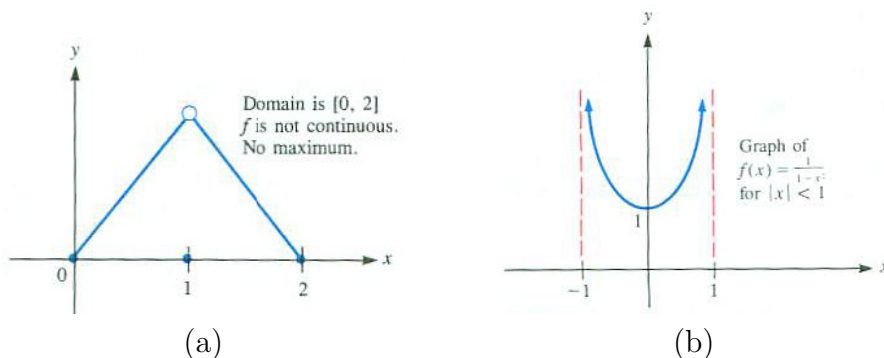 y
Domain is [0, 2]
f is not continuous.
No maximum.
0
1
2
x
(a)
y
Graph of
f(x) = 1/(1 - x²)
for |x| < 1
1
-1
1
x
(b)